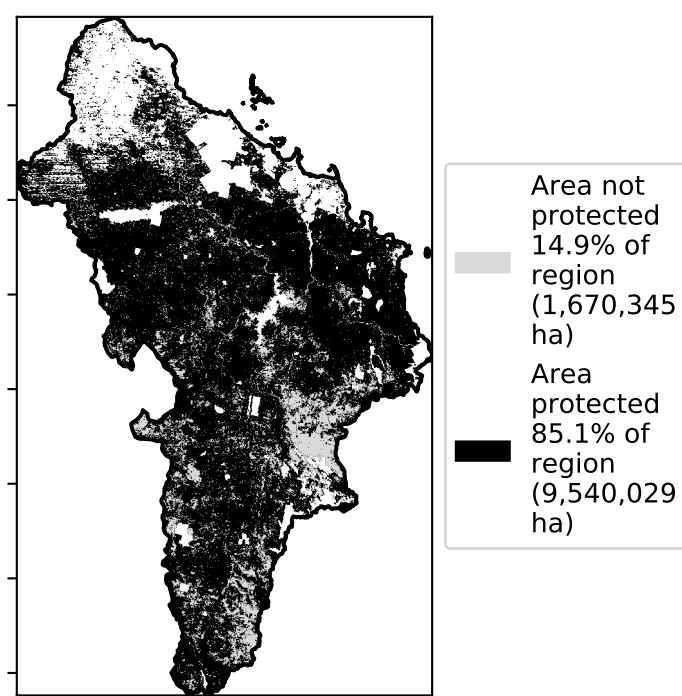 Area not
protected
14.9% of
region
(1,670,345
ha)
Area
protected
85.1% of
region
(9,540,029
ha)